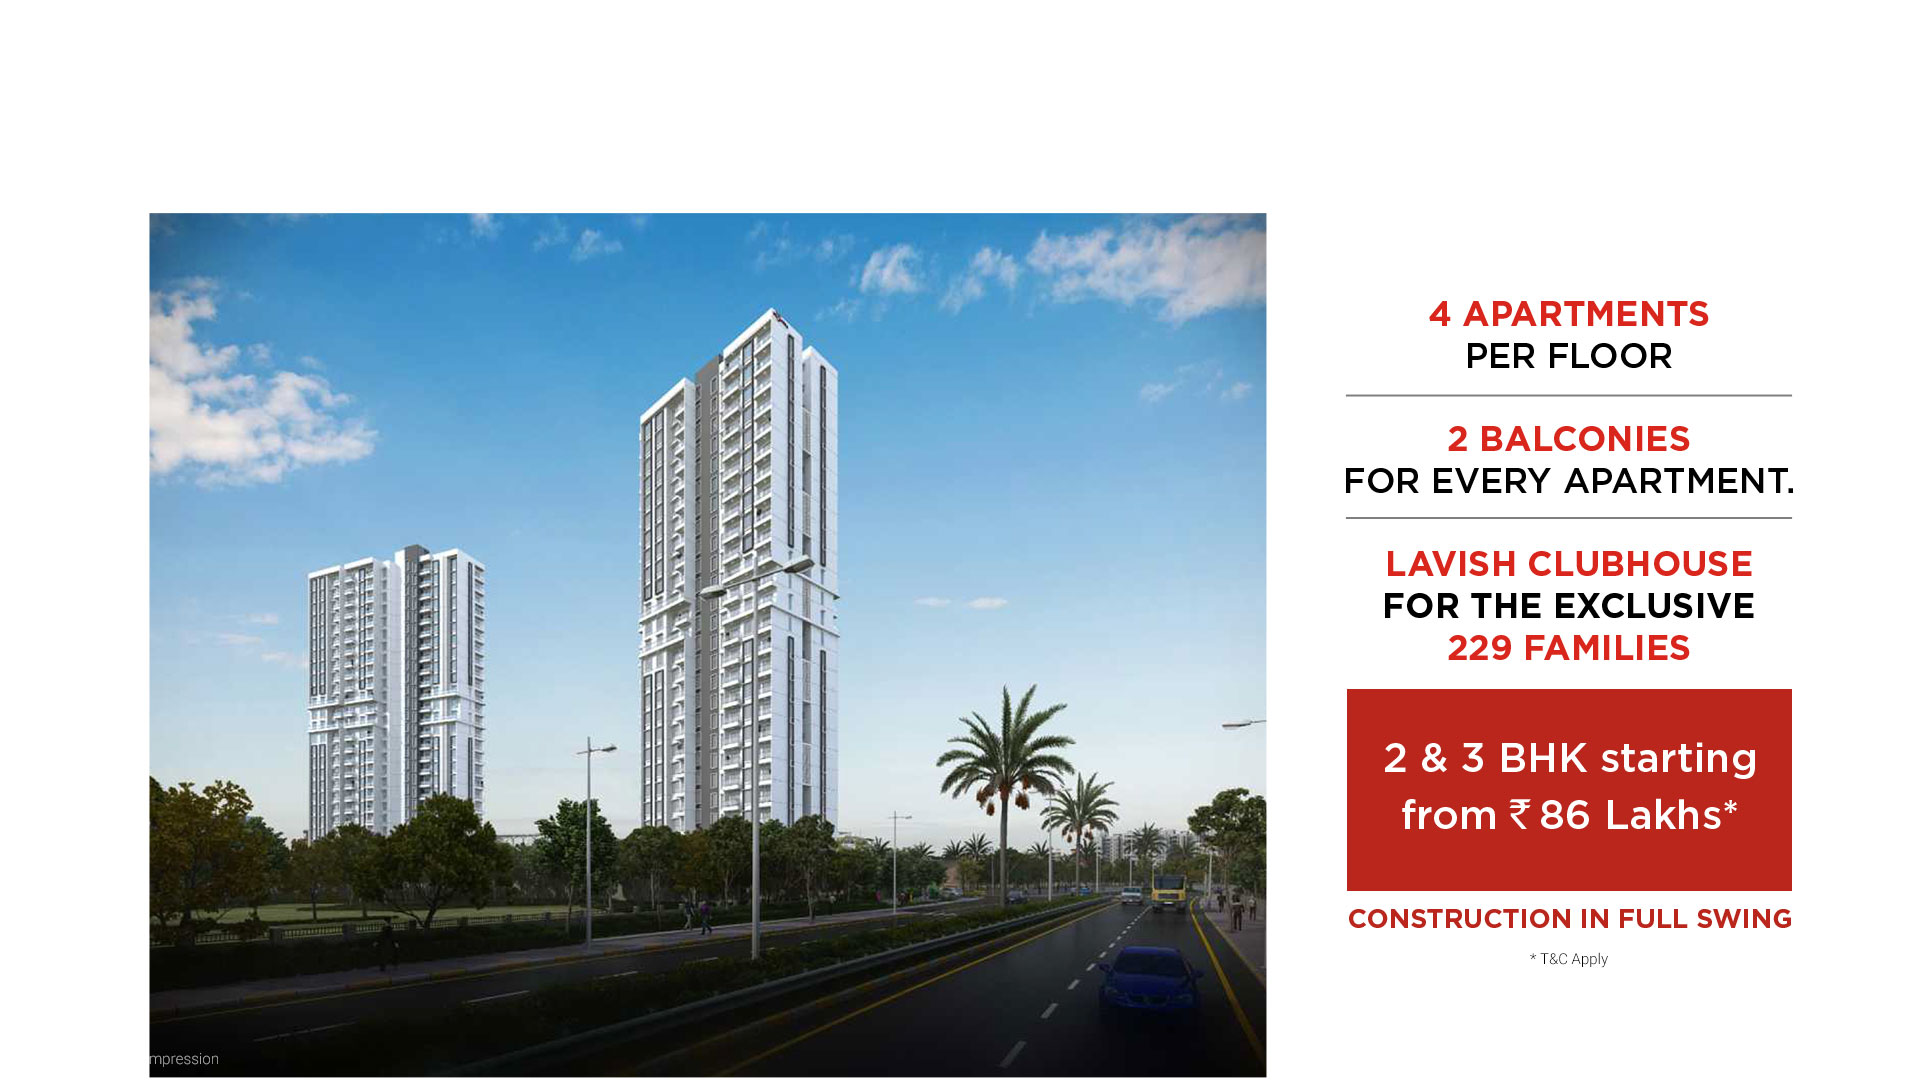 4 APARTMENTS
PER FLOOR
2 BALCONIES
FOR EVERY APARTMENT.
LAVISH CLUBHOUSE
FOR THE EXCLUSIVE
229 FAMILIES
2 & 3 BHK starting
from ₹ 86 Lakhs*
CONSTRUCTION IN FULL SWING
* T&C Apply
mpression